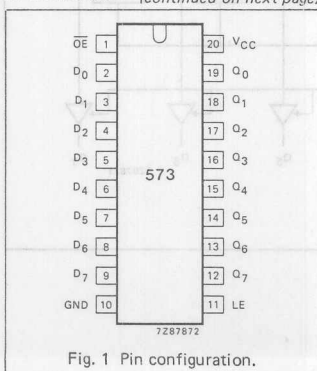 (continued on next page)
OE 1 20 VCC
D0 2 19 Q0
D1 3 18 Q1
D2 4 17 Q2
D3 5 16 Q3
573
D4 6 15 Q4
D5 7 14 Q5
D6 8 13 Q6
D7 9 12 Q7
GND 10 11 LE
7Z87872
Fig. 1 Pin configuration.